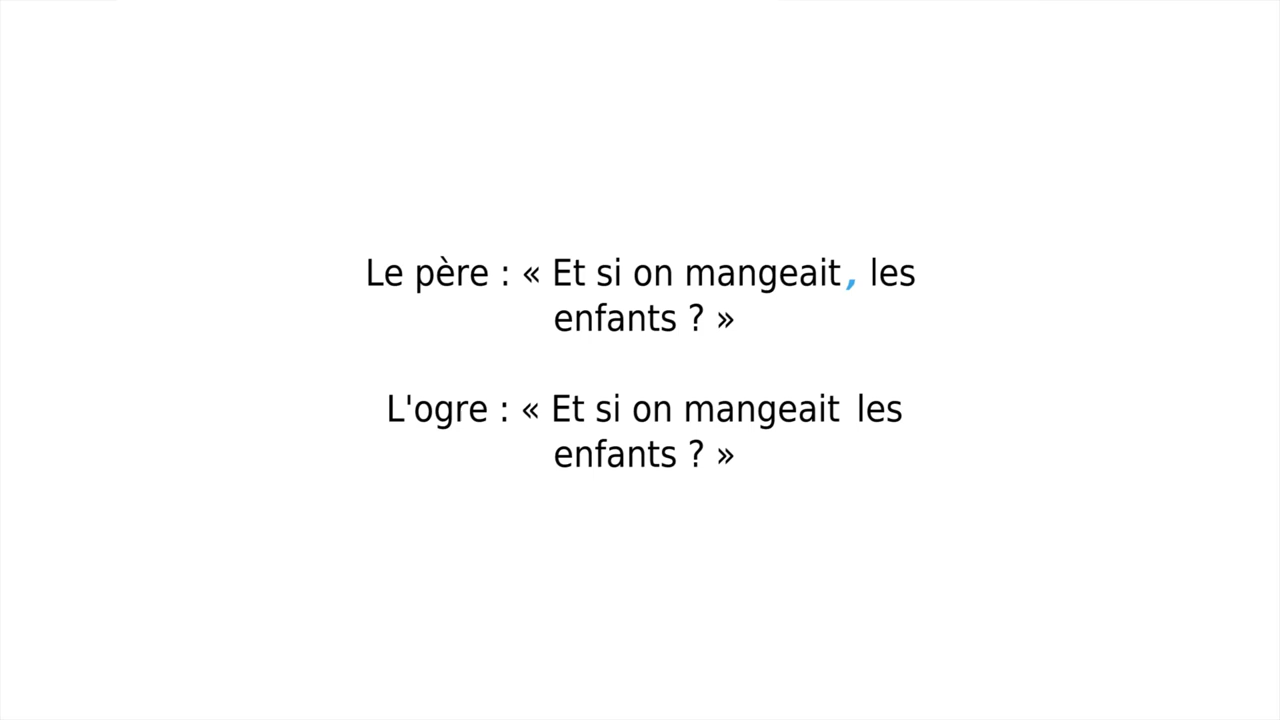 Le père : « Et si on mangeait, les
enfants ? »
L'ogre : « Et si on mangeait les
enfants ? »